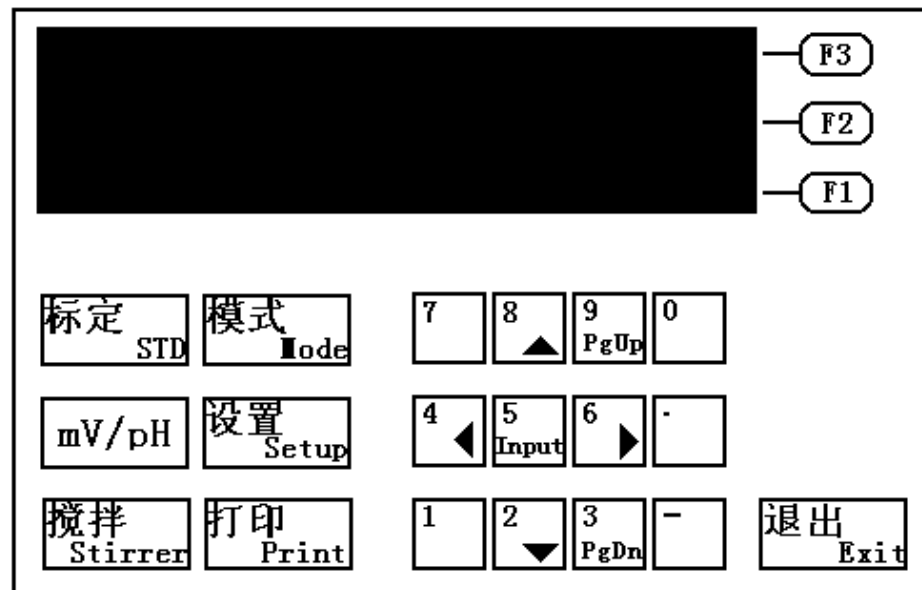 F3
F2
F1
标定 STD
模式 Mode
7
8
9 PgUp
0
mV/pH
设置 Setup
4
5 Input
6
.
搅拌 Stirrer
打印 Print
1
2
3 PgDn
-
退出 Exit